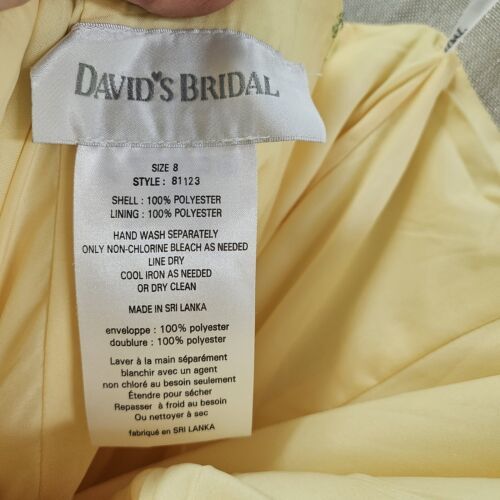 DAVID'S BRIDAL
SIZE 8
STYLE : 81123
SHELL : 100% POLYESTER
LINING : 100% POLYESTER
HAND WASH SEPARATELY
ONLY NON-CHLORINE BLEACH AS NEEDED
LINE DRY
COOL IRON AS NEEDED
OR DRY CLEAN
MADE IN SRI LANKA
enveloppe : 100% polyester
doublure : 100% polyester
Laver à la main séparément
blanchir avec un agent
non chloré au besoin seulement
Étendre pour sécher
Repasser à froid au besoin
Ou nettoyer à sec
fabriqué en SRI LANKA